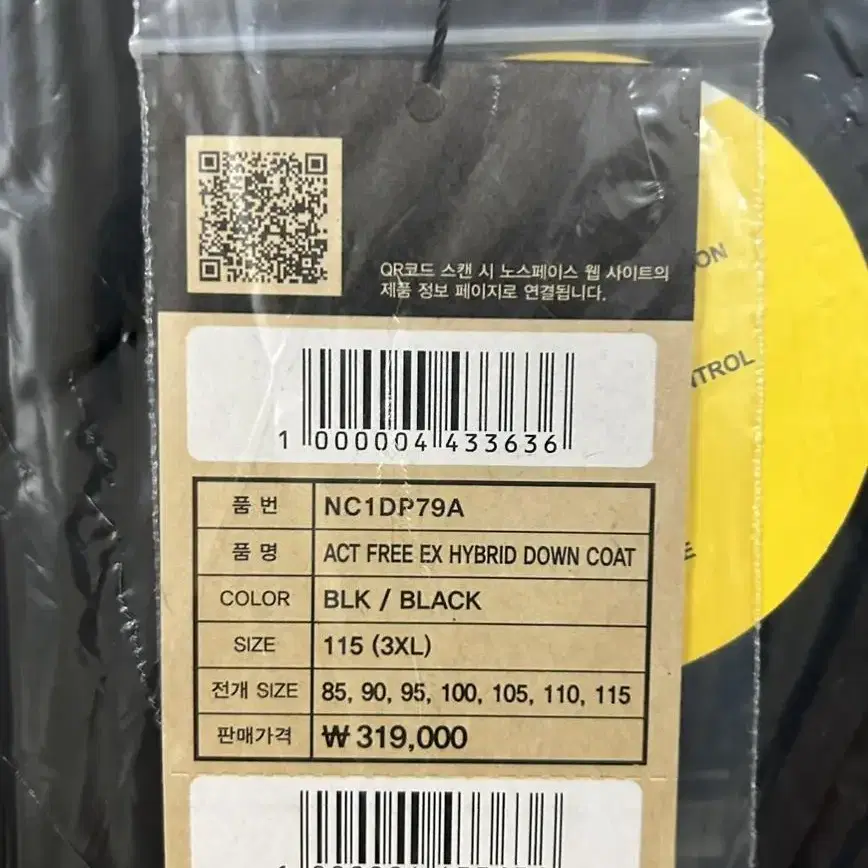 QR코드 스캔 시 노스페이스 웹 사이트의
제품 정보 페이지로 연결됩니다.
1 000004 433636
품 번 NC1DP79A
품 명 ACT FREE EX HYBRID DOWN COAT
COLOR BLK / BLACK
SIZE 115 (3XL)
전개 SIZE 85, 90, 95, 100, 105, 110, 115
판매가격 ₩ 319,000